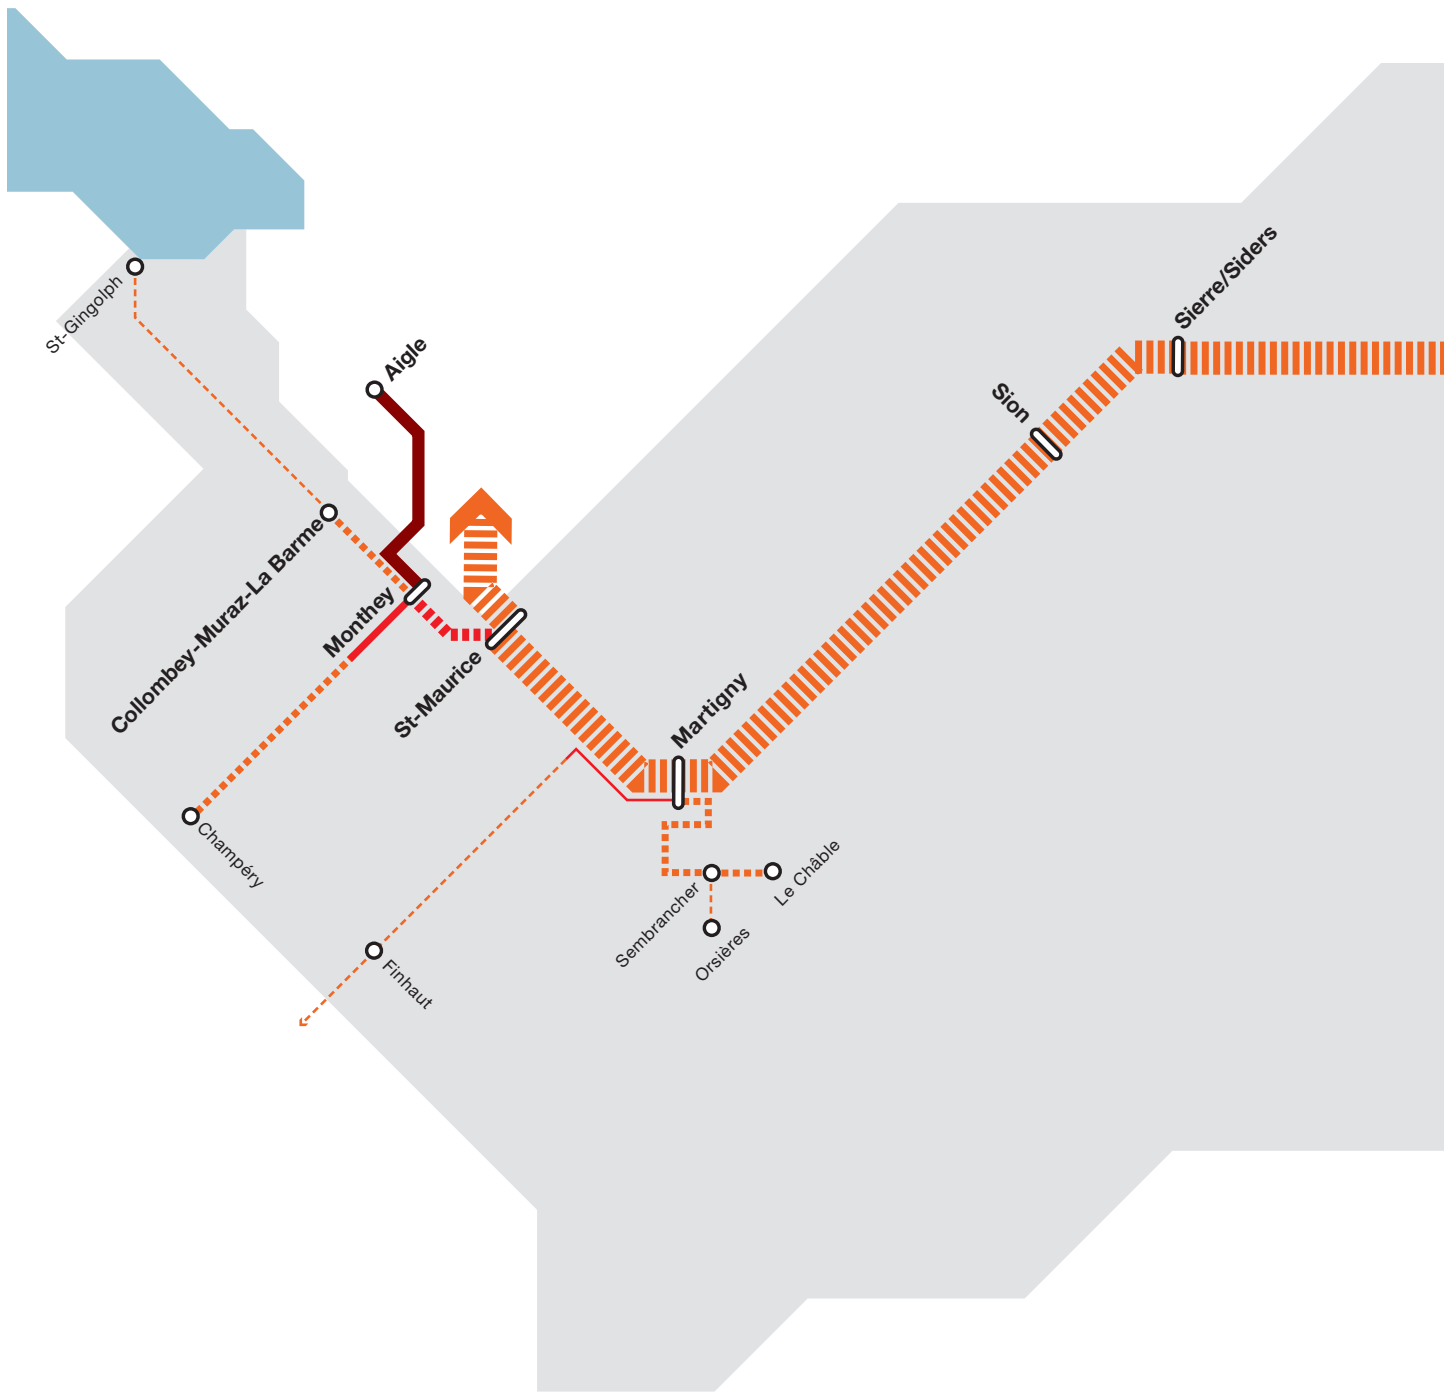 Sierre/Siders
St-Gingolph
Aigle
Sion
Collombey-Muraz-La Barme
Monthey
St-Maurice
Martigny
Champéry
Le Châble
Sembrancher
Orsières
Finhaut